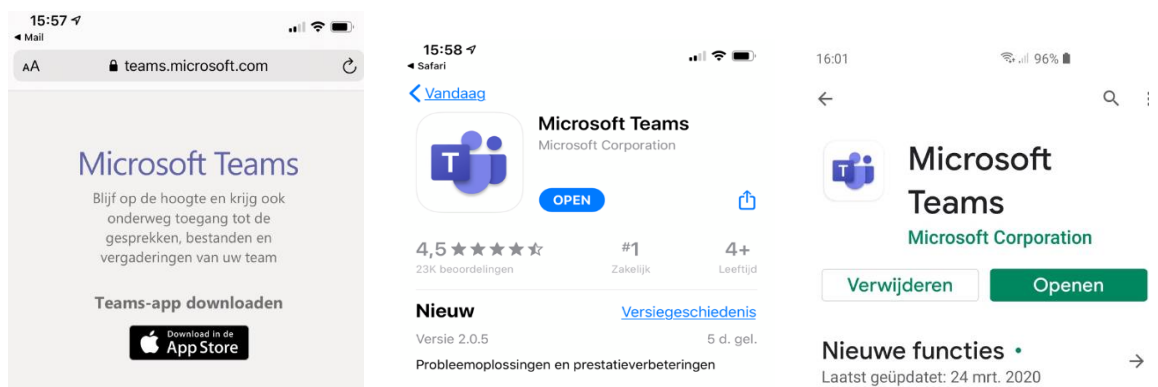 15:57
◀ Mail
AA teams.microsoft.com
Microsoft Teams
Blijf op de hoogte en krijg ook
onderweg toegang tot de
gesprekken, bestanden en
vergaderingen van uw team
Teams-app downloaden
Download in de
App Store
15:58
◀ Safari
Vandaag
T
Microsoft Teams
Microsoft Corporation
OPEN
4,5 ★★★★⯪ #1 4+
23K beoordelingen Zakelijk Leeftijd
Nieuw Versiegeschiedenis
Versie 2.0.5 5 d. gel.
Probleemoplossingen en prestatieverbeteringen
16:01 96%
T
Microsoft
Teams
Microsoft Corporation
Verwijderen Openen
Nieuwe functies •
Laatst geüpdatet: 24 mrt. 2020